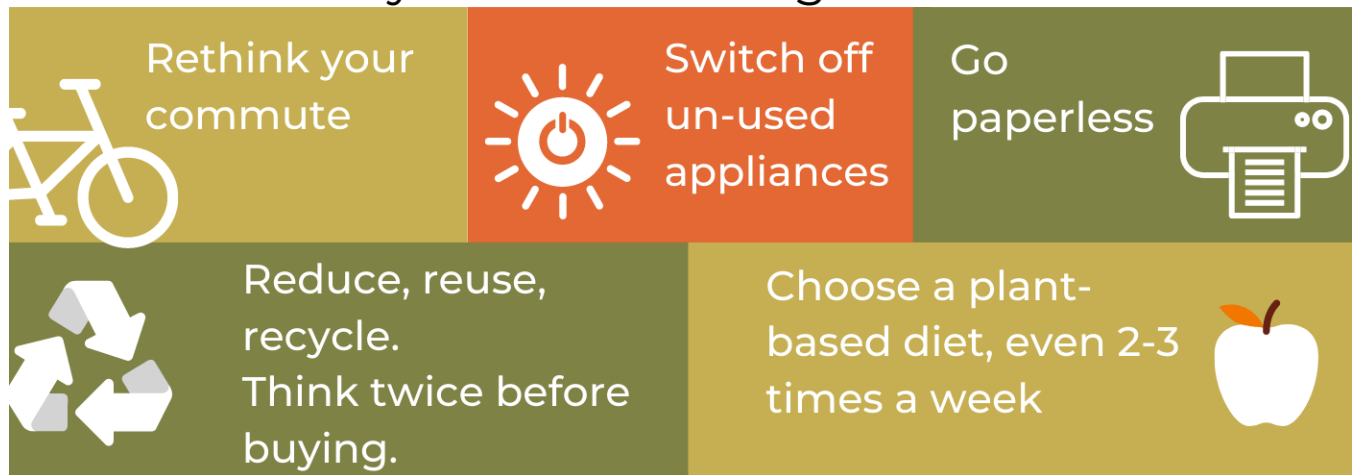 Rethink your
commute
Switch off
un-used
appliances
Go
paperless
Reduce, reuse,
recycle.
Think twice before
buying.
Choose a plant-
based diet, even 2-3
times a week